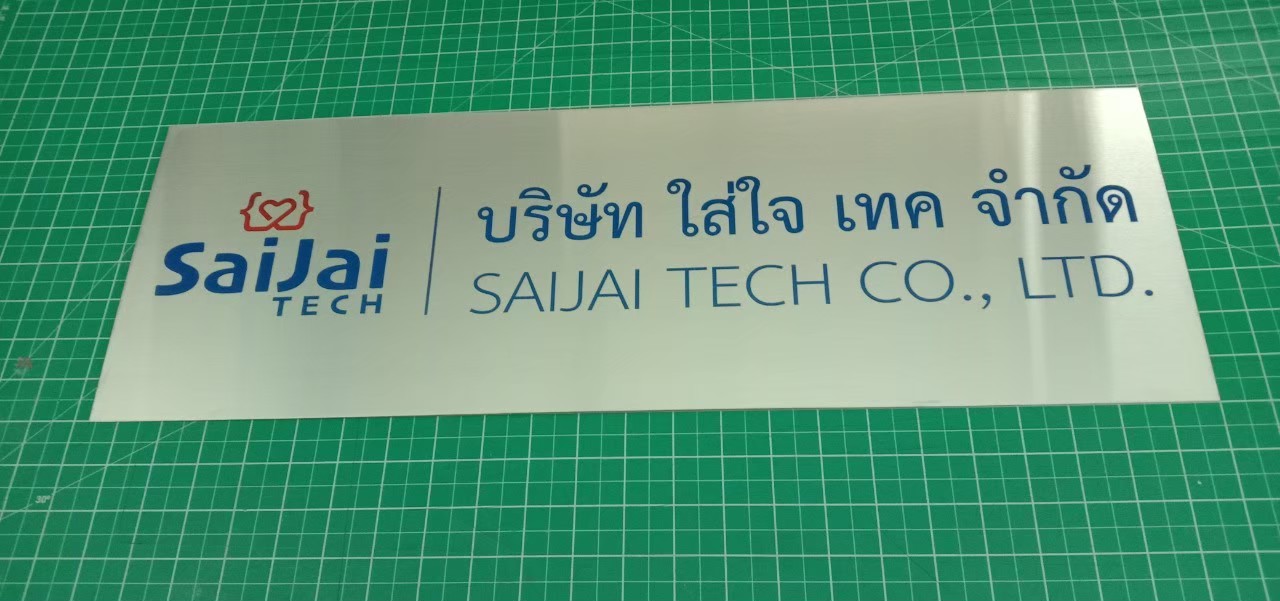 SaiJai
TECH
บริษัท ใส่ใจ เทค จำกัด
SAIJAI TECH CO., LTD.
30°